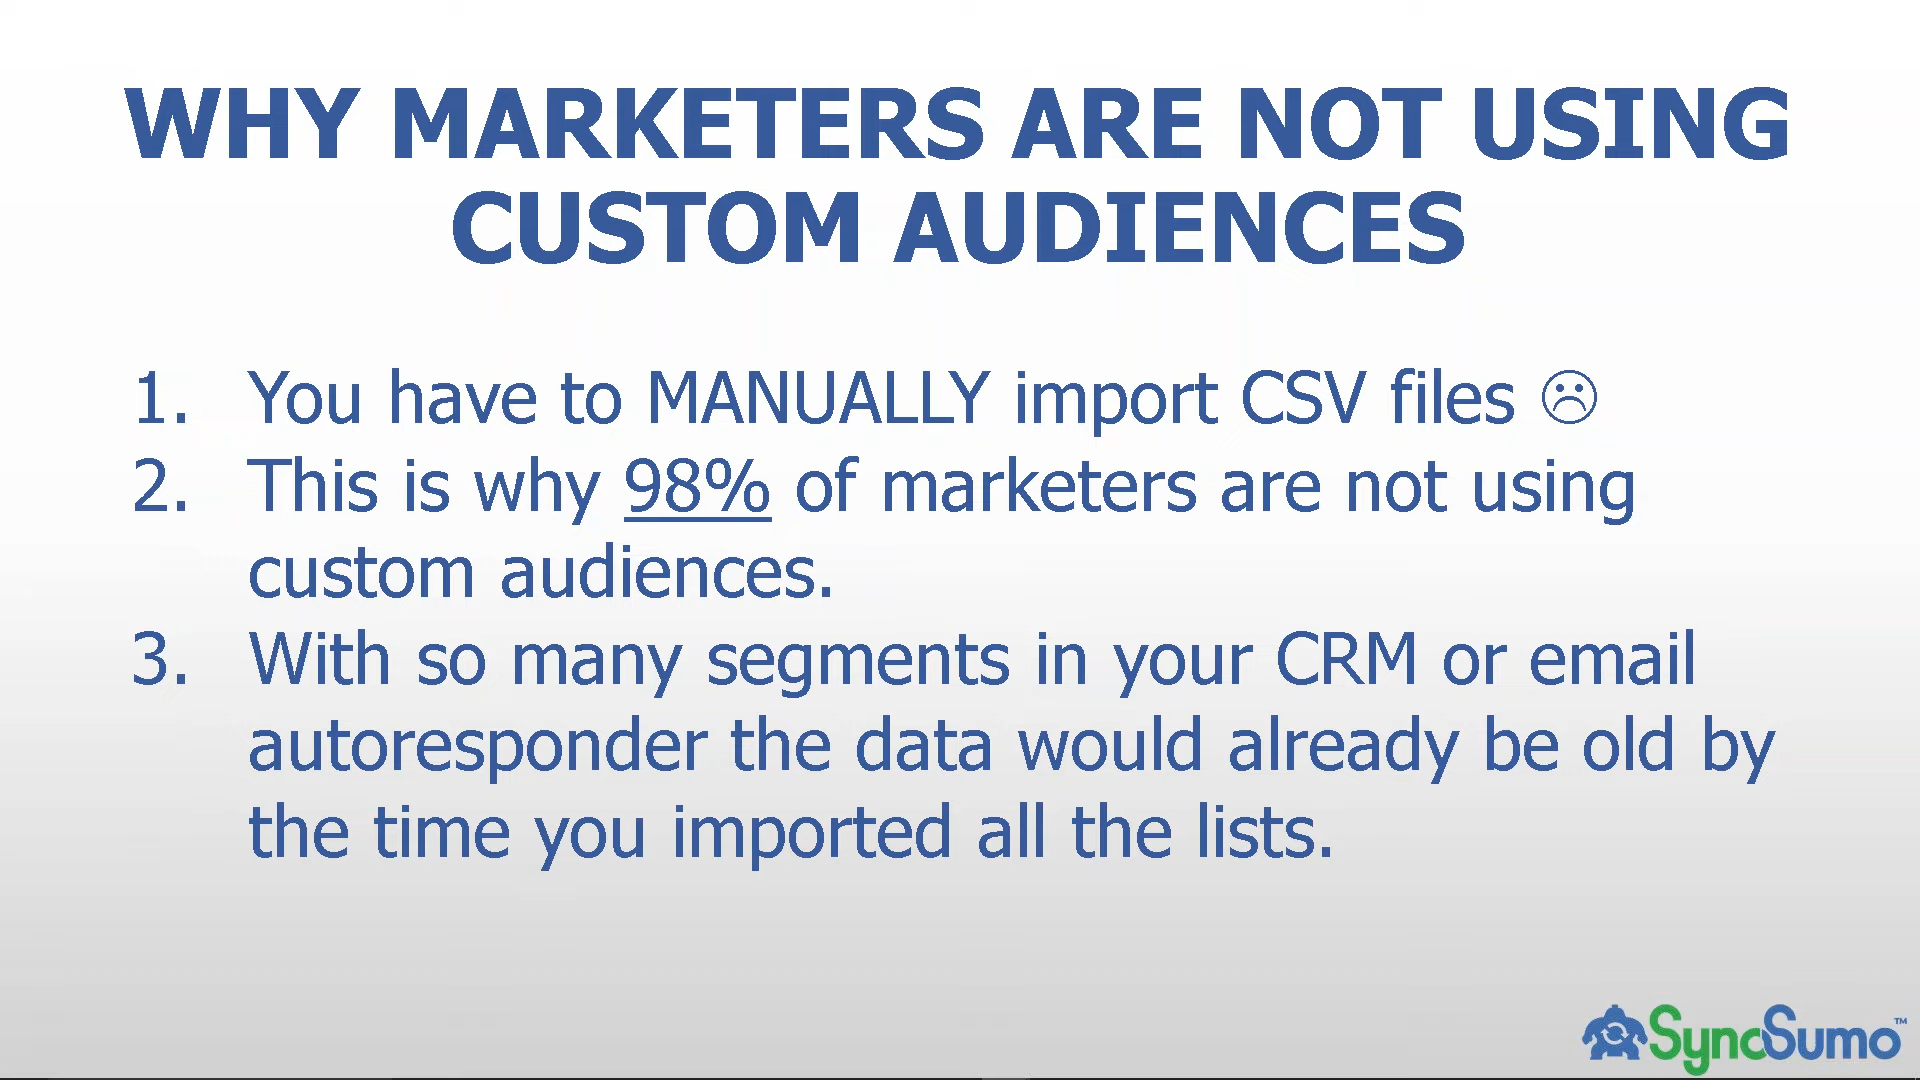 WHY MARKETERS ARE NOT USING
CUSTOM AUDIENCES
1. You have to MANUALLY import CSV files ☹
2. This is why 98% of marketers are not using
custom audiences.
3. With so many segments in your CRM or email
autoresponder the data would already be old by
the time you imported all the lists.
SyncSumo™